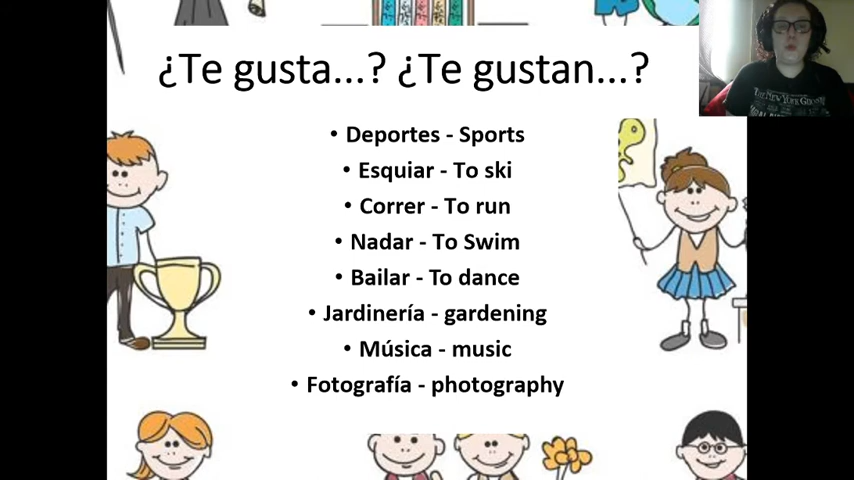 ¿Te gusta...? ¿Te gustan...?
• Deportes - Sports
• Esquiar - To ski
• Correr - To run
• Nadar - To Swim
• Bailar - To dance
• Jardinería - gardening
• Música - music
• Fotografía - photography